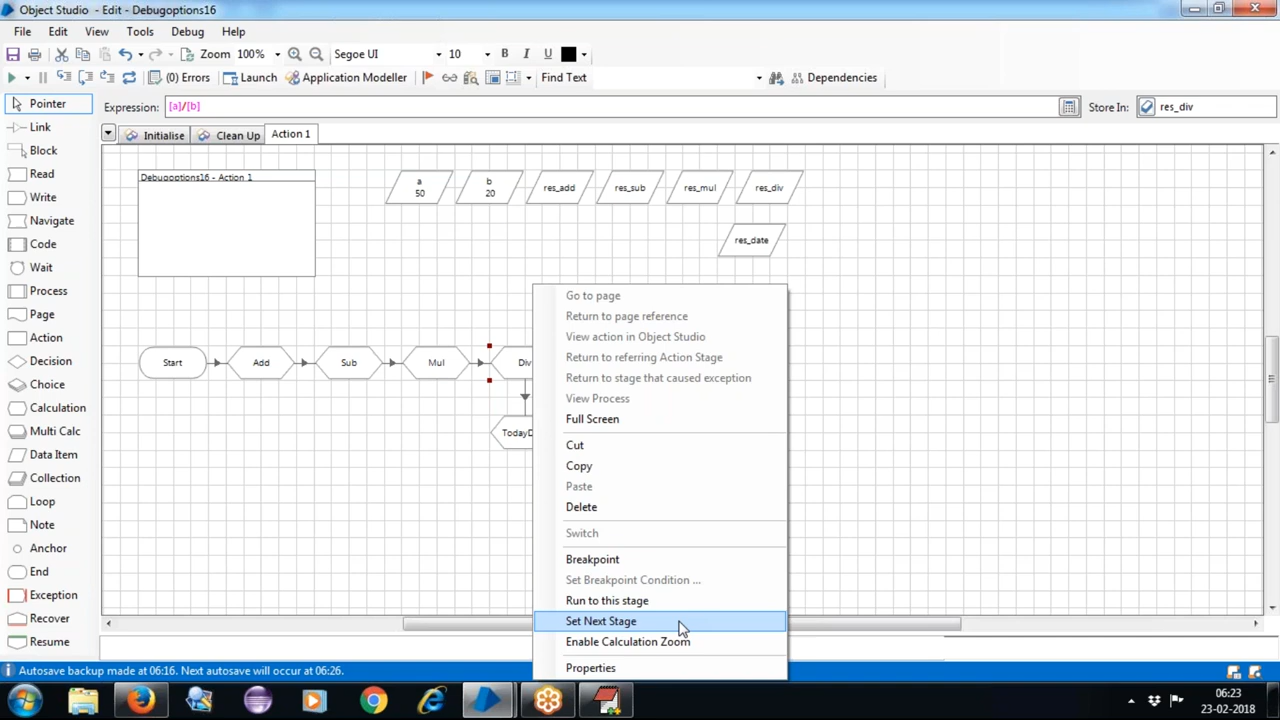 Object Studio  - Edit - Debugoptions16
File Edit View Tools Debug Help
Zoom 100% Segoe UI 10 B I U
(0) Errors Launch Application Modeller Find Text Dependencies
Pointer Expression: [a]/[b] Store In: res_div
Link Initialise Clean Up Action 1
Block
Read
Write
Navigate
Code
Wait
Process
Page
Action
Decision
Choice
Calculation
Multi Calc
Data Item
Collection
Loop
Note
Anchor
End
Exception
Recover
Resume
Debugoptions16 - Action 1
a
50
b
20
res_add res_sub res_mul res_div
res_date
Start Add Sub Mul Div
TodayD
Go to page
Return to page reference
View action in Object Studio
Return to referring Action Stage
Return to stage that caused exception
View Process
Full Screen
Cut
Copy
Paste
Delete
Switch
Breakpoint
Set Breakpoint Condition ...
Run to this stage
Set Next Stage
Enable Calculation Zoom
Properties
Autosave backup made at 06:16. Next autosave will occur at 06:26.
06:23
23-02-2018